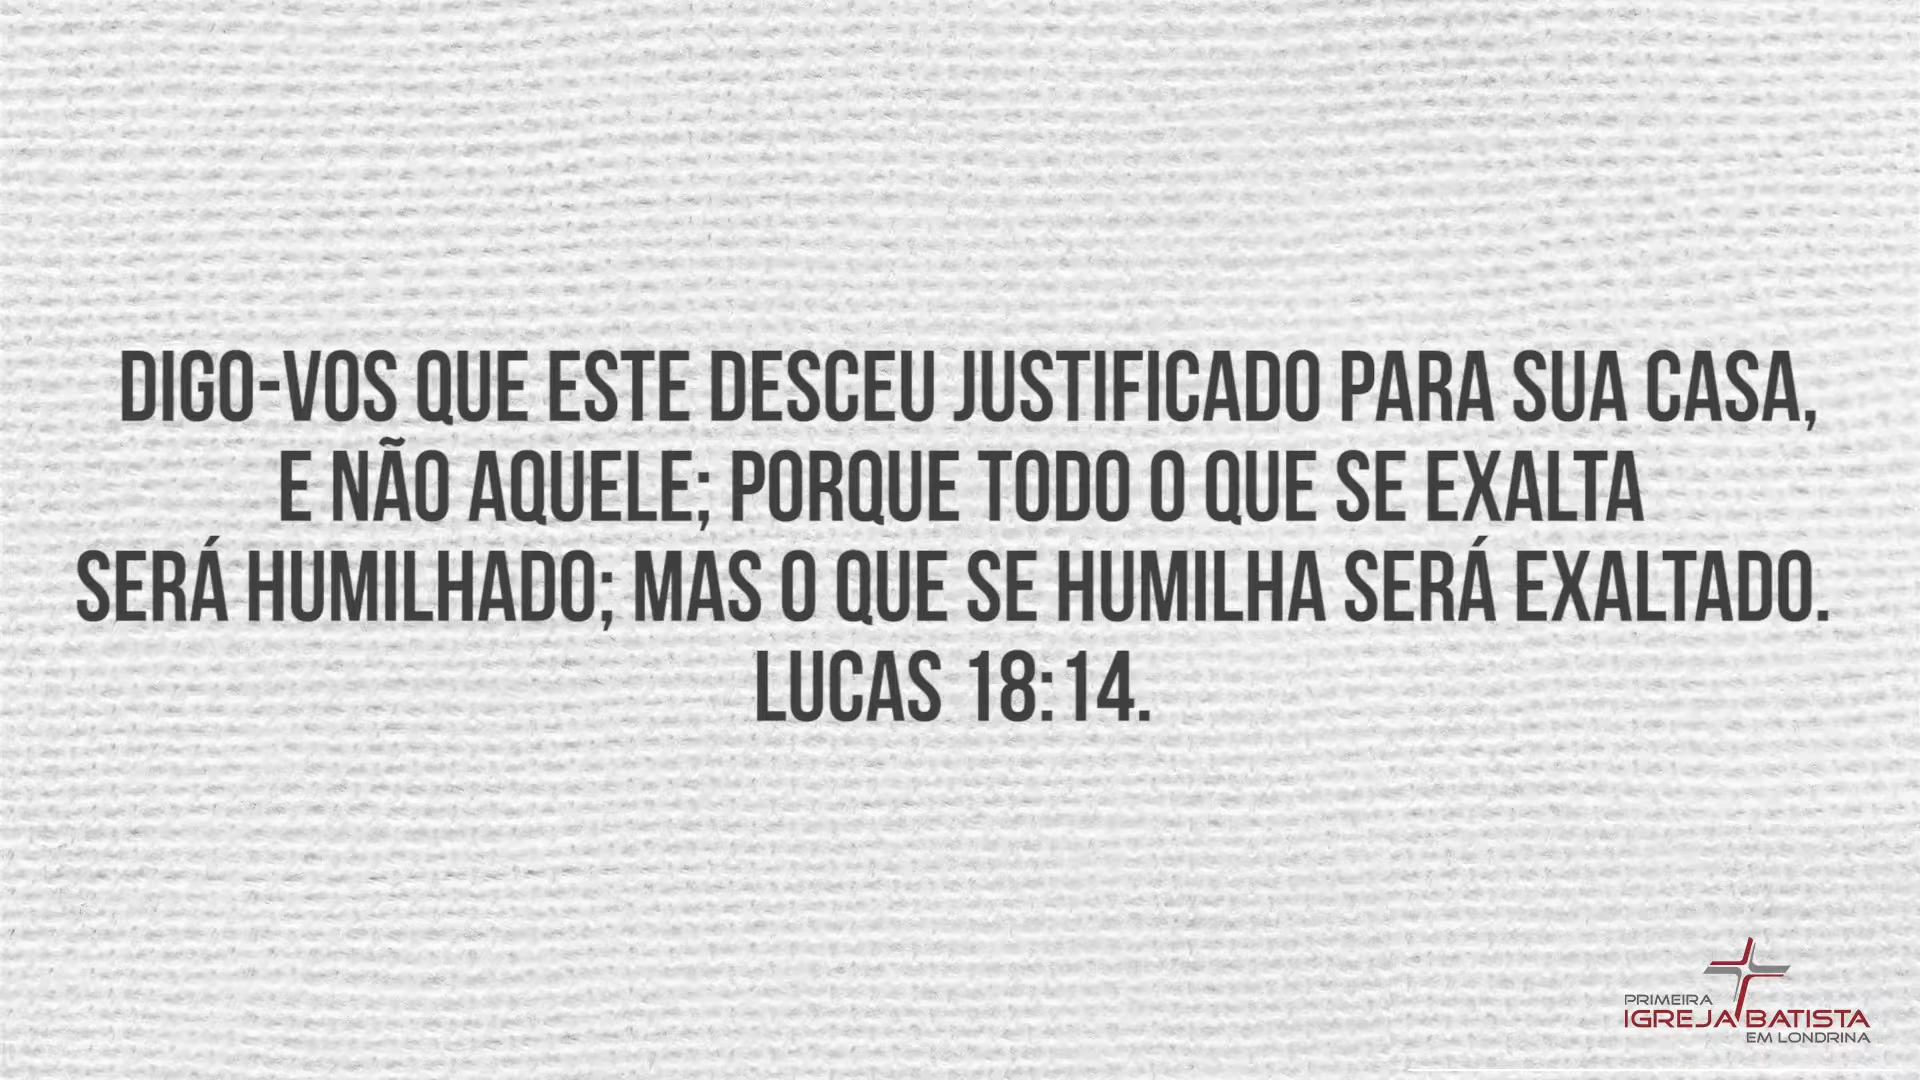 DIGO-VOS QUE ESTE DESCEU JUSTIFICADO PARA SUA CASA,
E NÃO AQUELE; PORQUE TODO O QUE SE EXALTA
SERÁ HUMILHADO; MAS O QUE SE HUMILHA SERÁ EXALTADO.
LUCAS 18:14.
PRIMEIRA
IGREJA BATISTA
EM LONDRINA